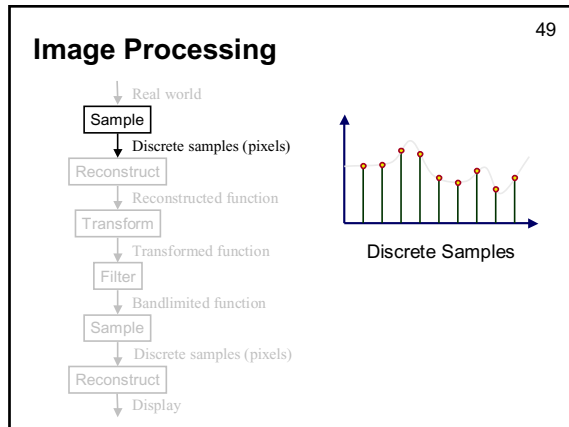 49
Image Processing
Real world
Sample
Discrete samples (pixels)
Reconstruct
Reconstructed function
Transform
Transformed function
Filter
Bandlimited function
Sample
Discrete samples (pixels)
Reconstruct
Display
Discrete Samples